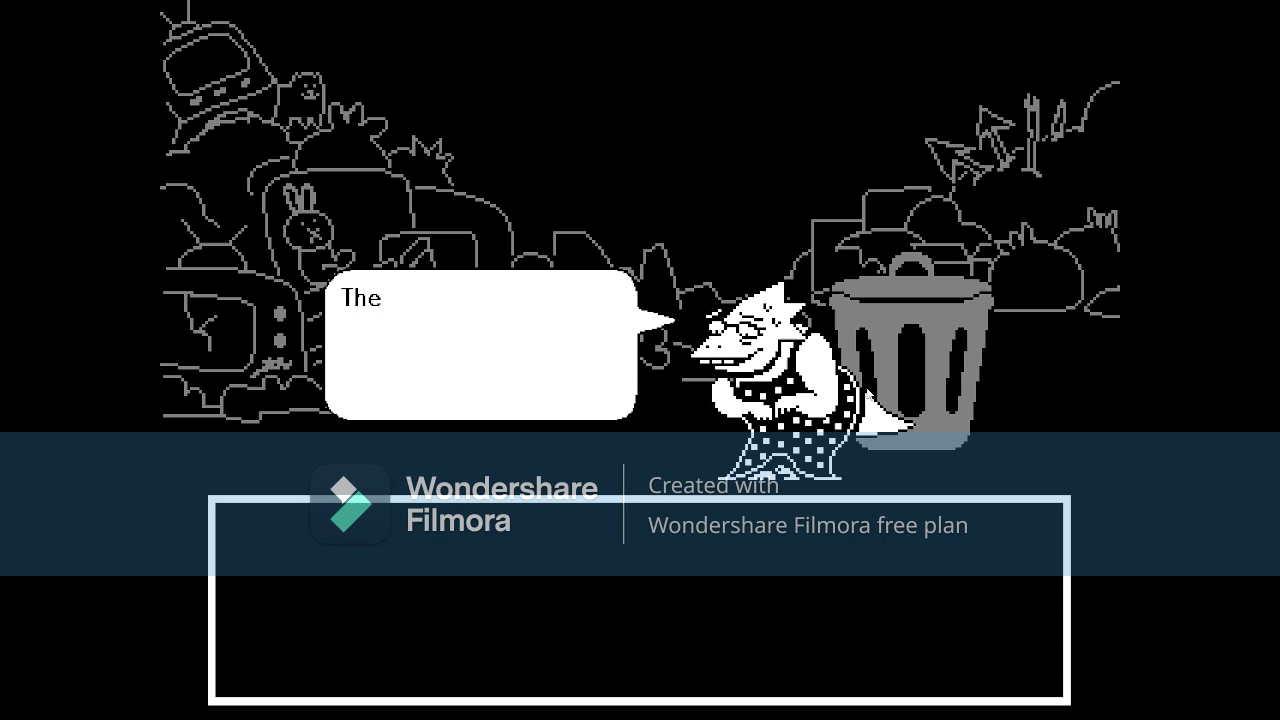 The
Wondershare
Filmora
Created with
Wondershare Filmora free plan